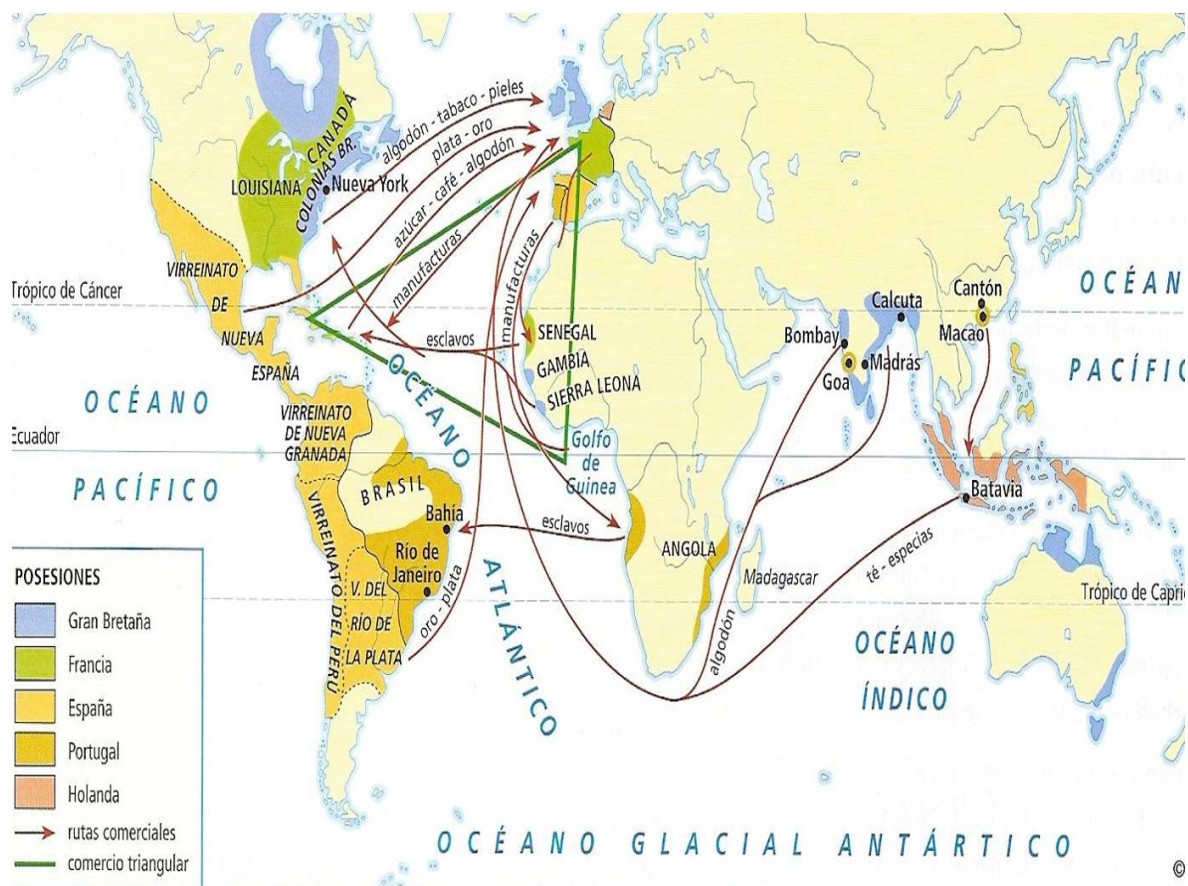 algodón - tabaco - pieles
plata - oro
azúcar - café - algodón
manufacturas
manufacturas
CANADÁ
COLONIAS BR.
LOUISIANA
Nueva York
VIRREINATO
DE
NUEVA
ESPAÑA
Trópico de Cáncer
esclavos
SENEGAL
GAMBIA
SIERRA LEONA
Calcuta
Cantón
Macao
Bombay
Madrás
Goa
OCÉAN
PACÍFIC
OCÉANO
PACÍFICO
Ecuador
VIRREINATO
DE NUEVA
GRANADA
OCÉANO
ATLÁNTICO
Golfo
de
Guinea
BRASIL
Bahía
Río de
Janeiro
esclavos
ANGOLA
Madagascar
Batavia
té - especias
algodón
Trópico de Capric
VIRREINATO DEL PERÚ
V. DEL
RÍO DE
LA PLATA
oro - plata
OCÉANO
ÍNDICO
OCÉANO GLACIAL ANTÁRTICO
POSESIONES
Gran Bretaña
Francia
España
Portugal
Holanda
rutas comerciales
comercio triangular
©